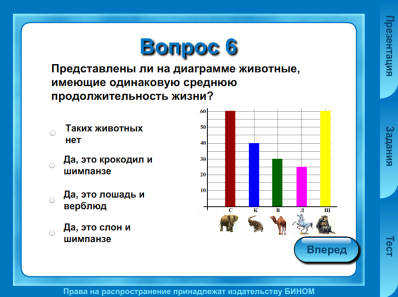 Вопрос 6
Представлены ли на диаграмме животные,
имеющие одинаковую среднюю
продолжительность жизни?
Таких животных
нет
Да, это крокодил и
шимпанзе
Да, это лошадь и
верблюд
Да, это слон и
шимпанзе
60
50
40
30
20
10
С К В Л Ш
Вперед
Презентация
Задания
Тест
Права на распространение принадлежат издательству БИНОМ